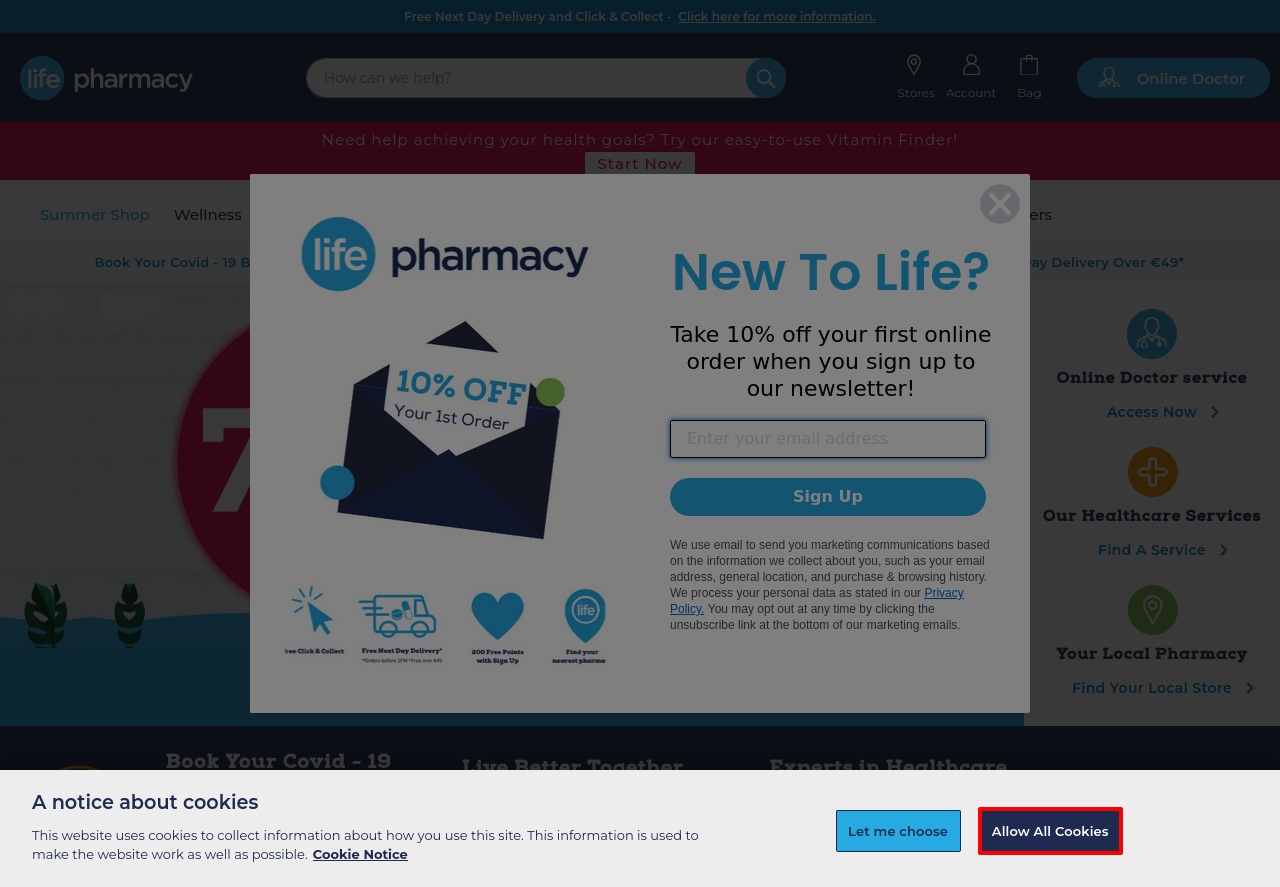 Free Next Day Delivery and Click & Collect - Click here for more information.
life pharmacy
How can we help?
Stores
Account
Bag
Online Doctor
Need help achieving your health goals? Try our easy-to-use Vitamin Finder!
Start Now
Summer Shop
Wellness
Book Your Covid - 19
Delivery Over €49*
life pharmacy
10% OFF
Your 1st Order
Click & Collect
Free Next Day Delivery*
*Orders before 2PM *Free over €49
200 Free Points
with Sign Up
life
Find your
nearest
New To Life?
Take 10% off your first online
order when you sign up to
our newsletter!
Enter your email address
Sign Up
We use email to send you marketing communications based
on the information we collect about you, such as your email
address, general location, and purchase & browsing history.
We process your personal data as stated in our Privacy
Policy. You may opt out at any time by clicking the
unsubscribe link at the bottom of our marketing emails.
7
Online Doctor service
Access Now
Our Healthcare Services
Find A Service
Your Local Pharmacy
Find Your Local Store
Book Your Covid - 19
Live Better Together
Experts in Healthcare
A notice about cookies
This website uses cookies to collect information about how you use this site. This information is used to
make the website work as well as possible. Cookie Notice
Let me choose
Allow All Cookies